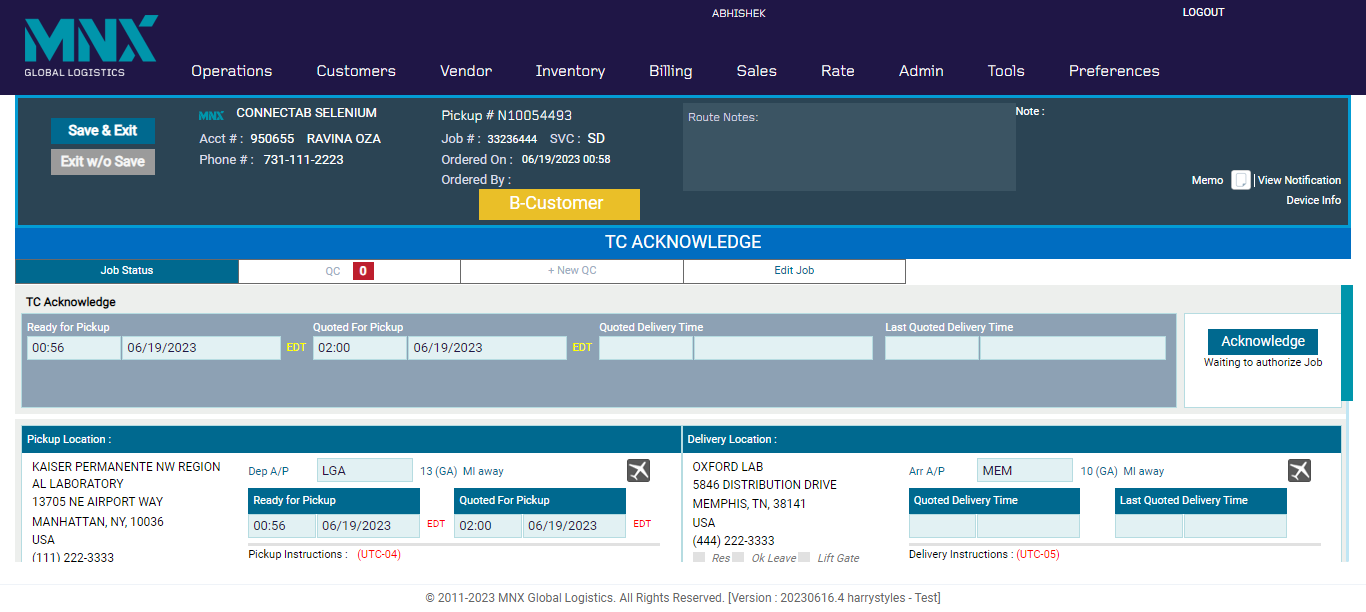 ABHISHEK
LOGOUT
MNX
GLOBAL LOGISTICS
Operations Customers Vendor Inventory Billing Sales Rate Admin Tools Preferences
Save & Exit
Exit w/o Save
MNX CONNECTAB SELENIUM
Acct # : 950655 RAVINA OZA
Phone # : 731-111-2223
Pickup # N10054493
Job # : 33236444 SVC : SD
Ordered On : 06/19/2023 00:58
Ordered By :
B-Customer
Route Notes:
Note :
Memo | View Notification
Device Info
TC ACKNOWLEDGE
Job Status QC 0 + New QC Edit Job
TC Acknowledge
Ready for Pickup Quoted For Pickup Quoted Delivery Time Last Quoted Delivery Time
00:56 06/19/2023 EDT 02:00 06/19/2023 EDT
Acknowledge
Waiting to authorize Job
Pickup Location :
KAISER PERMANENTE NW REGION
AL LABORATORY
13705 NE AIRPORT WAY
MANHATTAN, NY, 10036
USA
(111) 222-3333
Dep A/P LGA 13 (GA) MI away
Ready for Pickup Quoted For Pickup
00:56 06/19/2023 EDT 02:00 06/19/2023 EDT
Pickup Instructions : (UTC-04)
Delivery Location :
OXFORD LAB
5846 DISTRIBUTION DRIVE
MEMPHIS, TN, 38141
USA
(444) 222-3333
Res Ok Leave Lift Gate
Arr A/P MEM 10 (GA) MI away
Quoted Delivery Time Last Quoted Delivery Time
Delivery Instructions : (UTC-05)
© 2011-2023 MNX Global Logistics. All Rights Reserved. [Version : 20230616.4 harrystyles - Test]